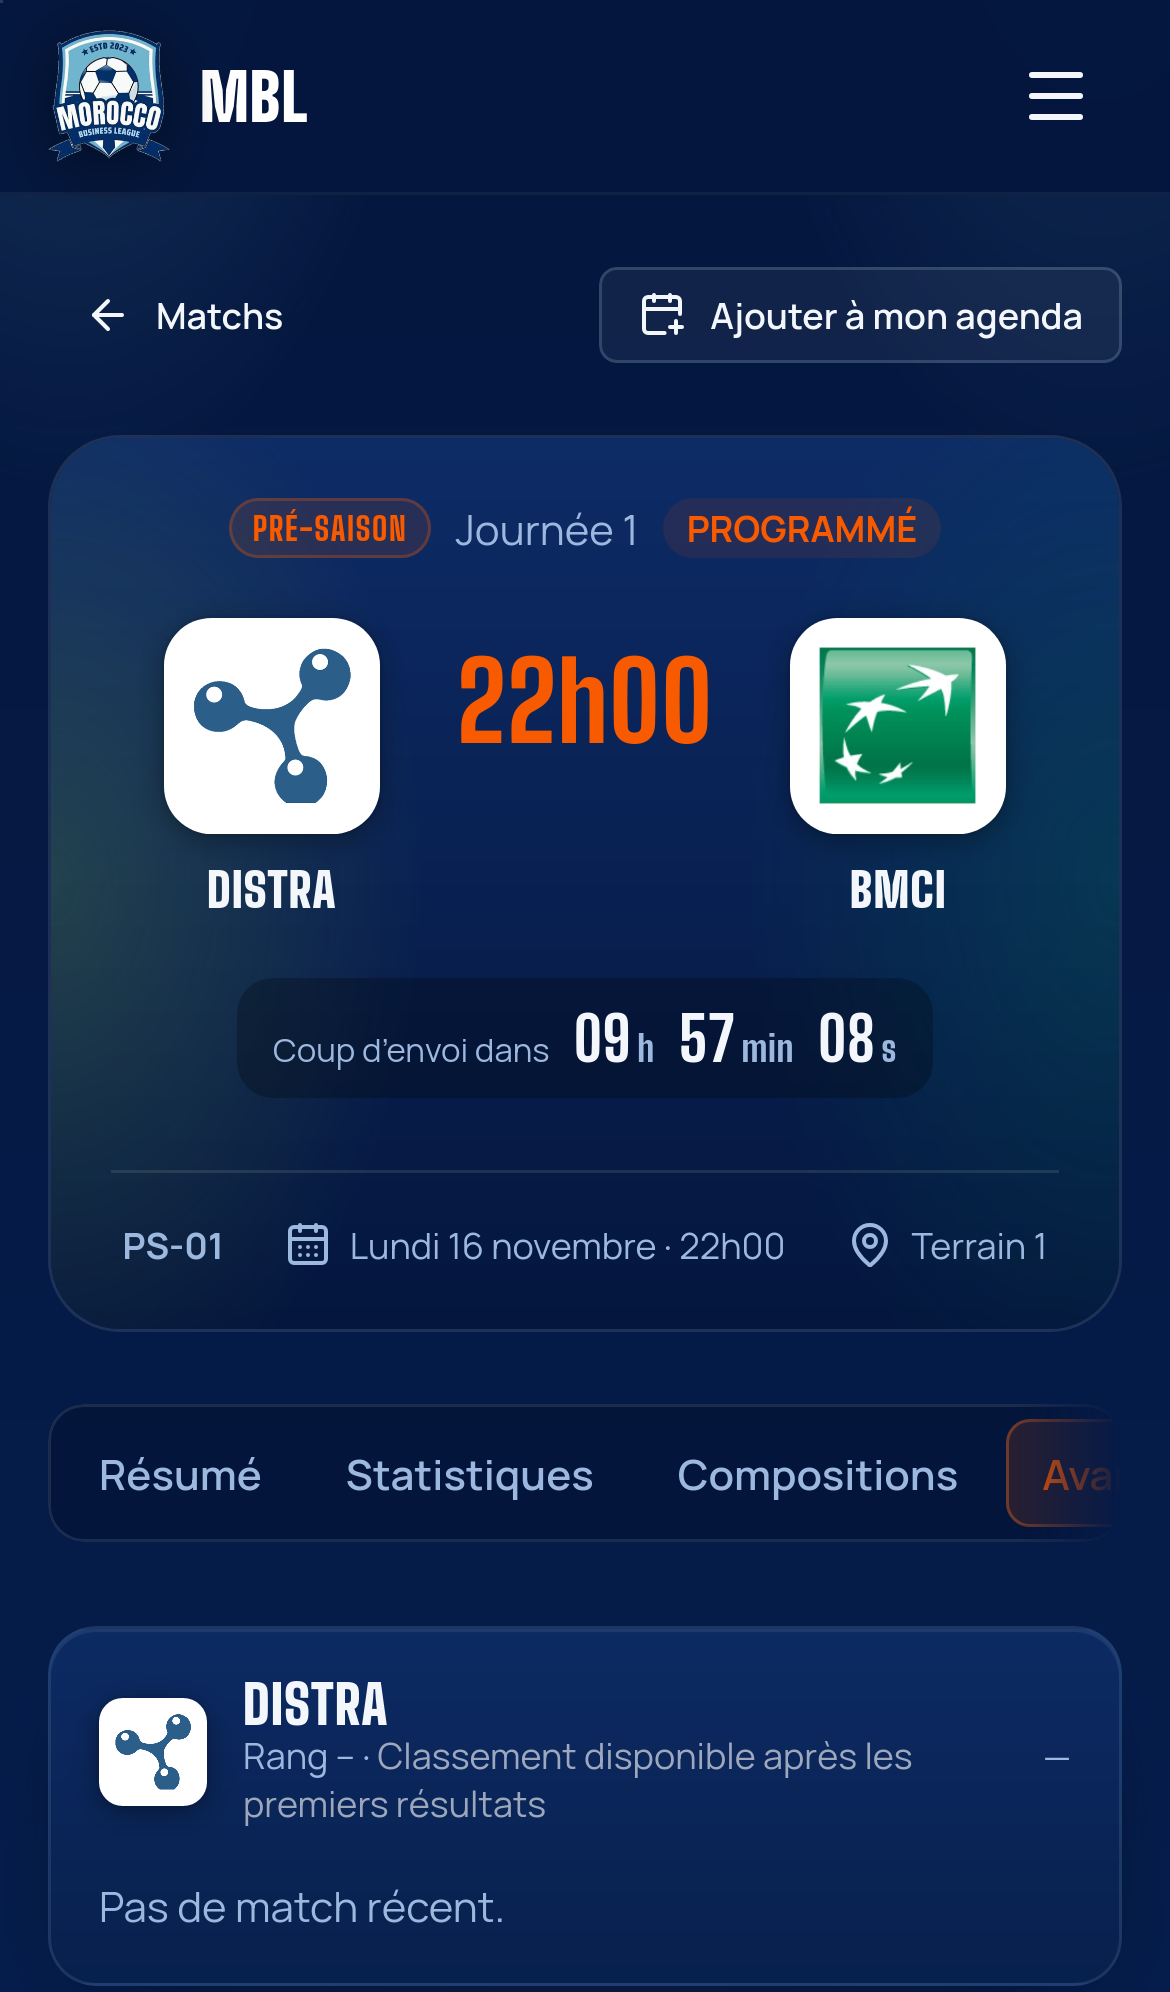 ★ ESTD 2023 ★
MOROCCO
BUSINESS LEAGUE
MBL
Matchs
Ajouter à mon agenda
PRÉ-SAISON Journée 1 PROGRAMMÉ
22h00
DISTRA
BMCI
Coup d’envoi dans 09 h 57 min 08 s
PS-01 Lundi 16 novembre · 22h00 Terrain 1
Résumé Statistiques Compositions Ava
DISTRA
Rang – · Classement disponible après les
premiers résultats
—
Pas de match récent.